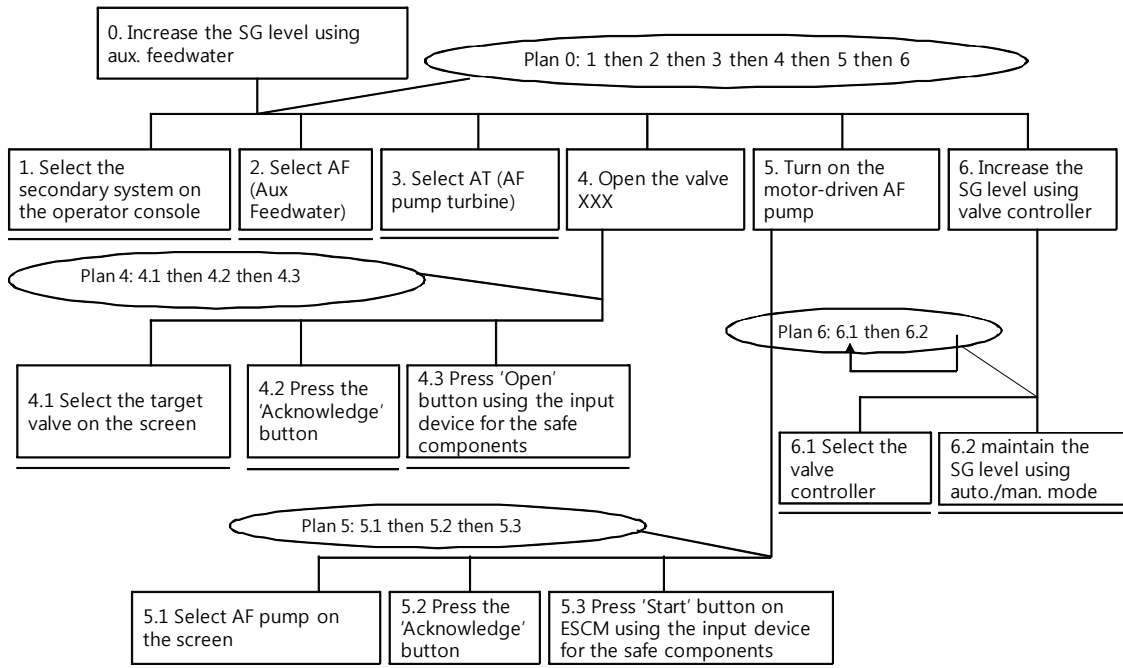 0. Increase the SG level using
aux. feedwater
Plan 0: 1 then 2 then 3 then 4 then 5 then 6
1. Select the
secondary system on
the operator console
2. Select AF
(Aux
Feedwater)
3. Select AT (AF
pump turbine)
4. Open the valve
XXX
5. Turn on the
motor-driven AF
pump
6. Increase the
SG level using
valve controller
Plan 4: 4.1 then 4.2 then 4.3
Plan 6: 6.1 then 6.2
4.1 Select the target
valve on the screen
4.2 Press the
'Acknowledge'
button
4.3 Press 'Open'
button using the input
device for the safe
components
6.1 Select the
valve
controller
6.2 maintain the
SG level using
auto./man. mode
Plan 5: 5.1 then 5.2 then 5.3
5.1 Select AF pump on
the screen
5.2 Press the
'Acknowledge'
button
5.3 Press 'Start' button on
ESCM using the input device
for the safe components